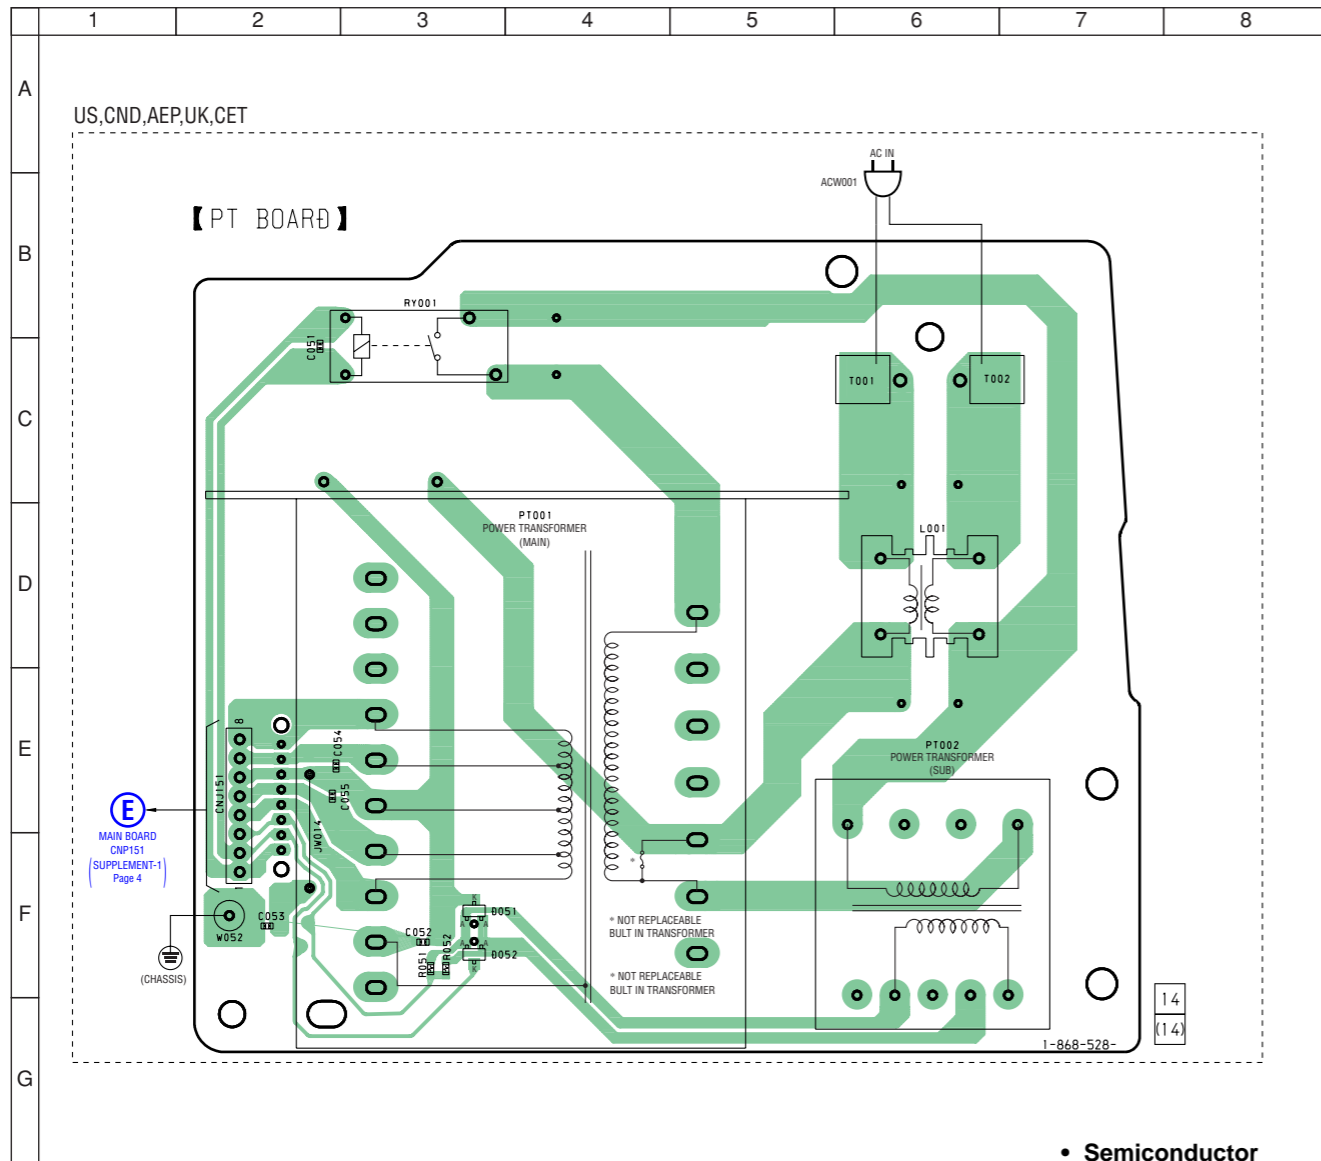 1 2 3 4 5 6 7 8
A
US,CND,AEP,UK,CET
AC IN
ACW001
【PT BOARD】
B
RY001
C051
T001
T002
C
PT001
POWER TRANSFORMER
(MAIN)
L001
D
PT002
POWER TRANSFORMER
(SUB)
E
8
C054
CNJ151
C055
JW014
E
MAIN BOARD
CNP151
(SUPPLEMENT-1)
Page 4
1
F
K
D051
A
A
C053
W052
C052
R051
R052
A
A
D052
K
* NOT REPLACEABLE
BULT IN TRANSFORMER
*
* NOT REPLACEABLE
BULT IN TRANSFORMER
(CHASSIS)
14
(14)
1-868-528-
G
• Semiconductor